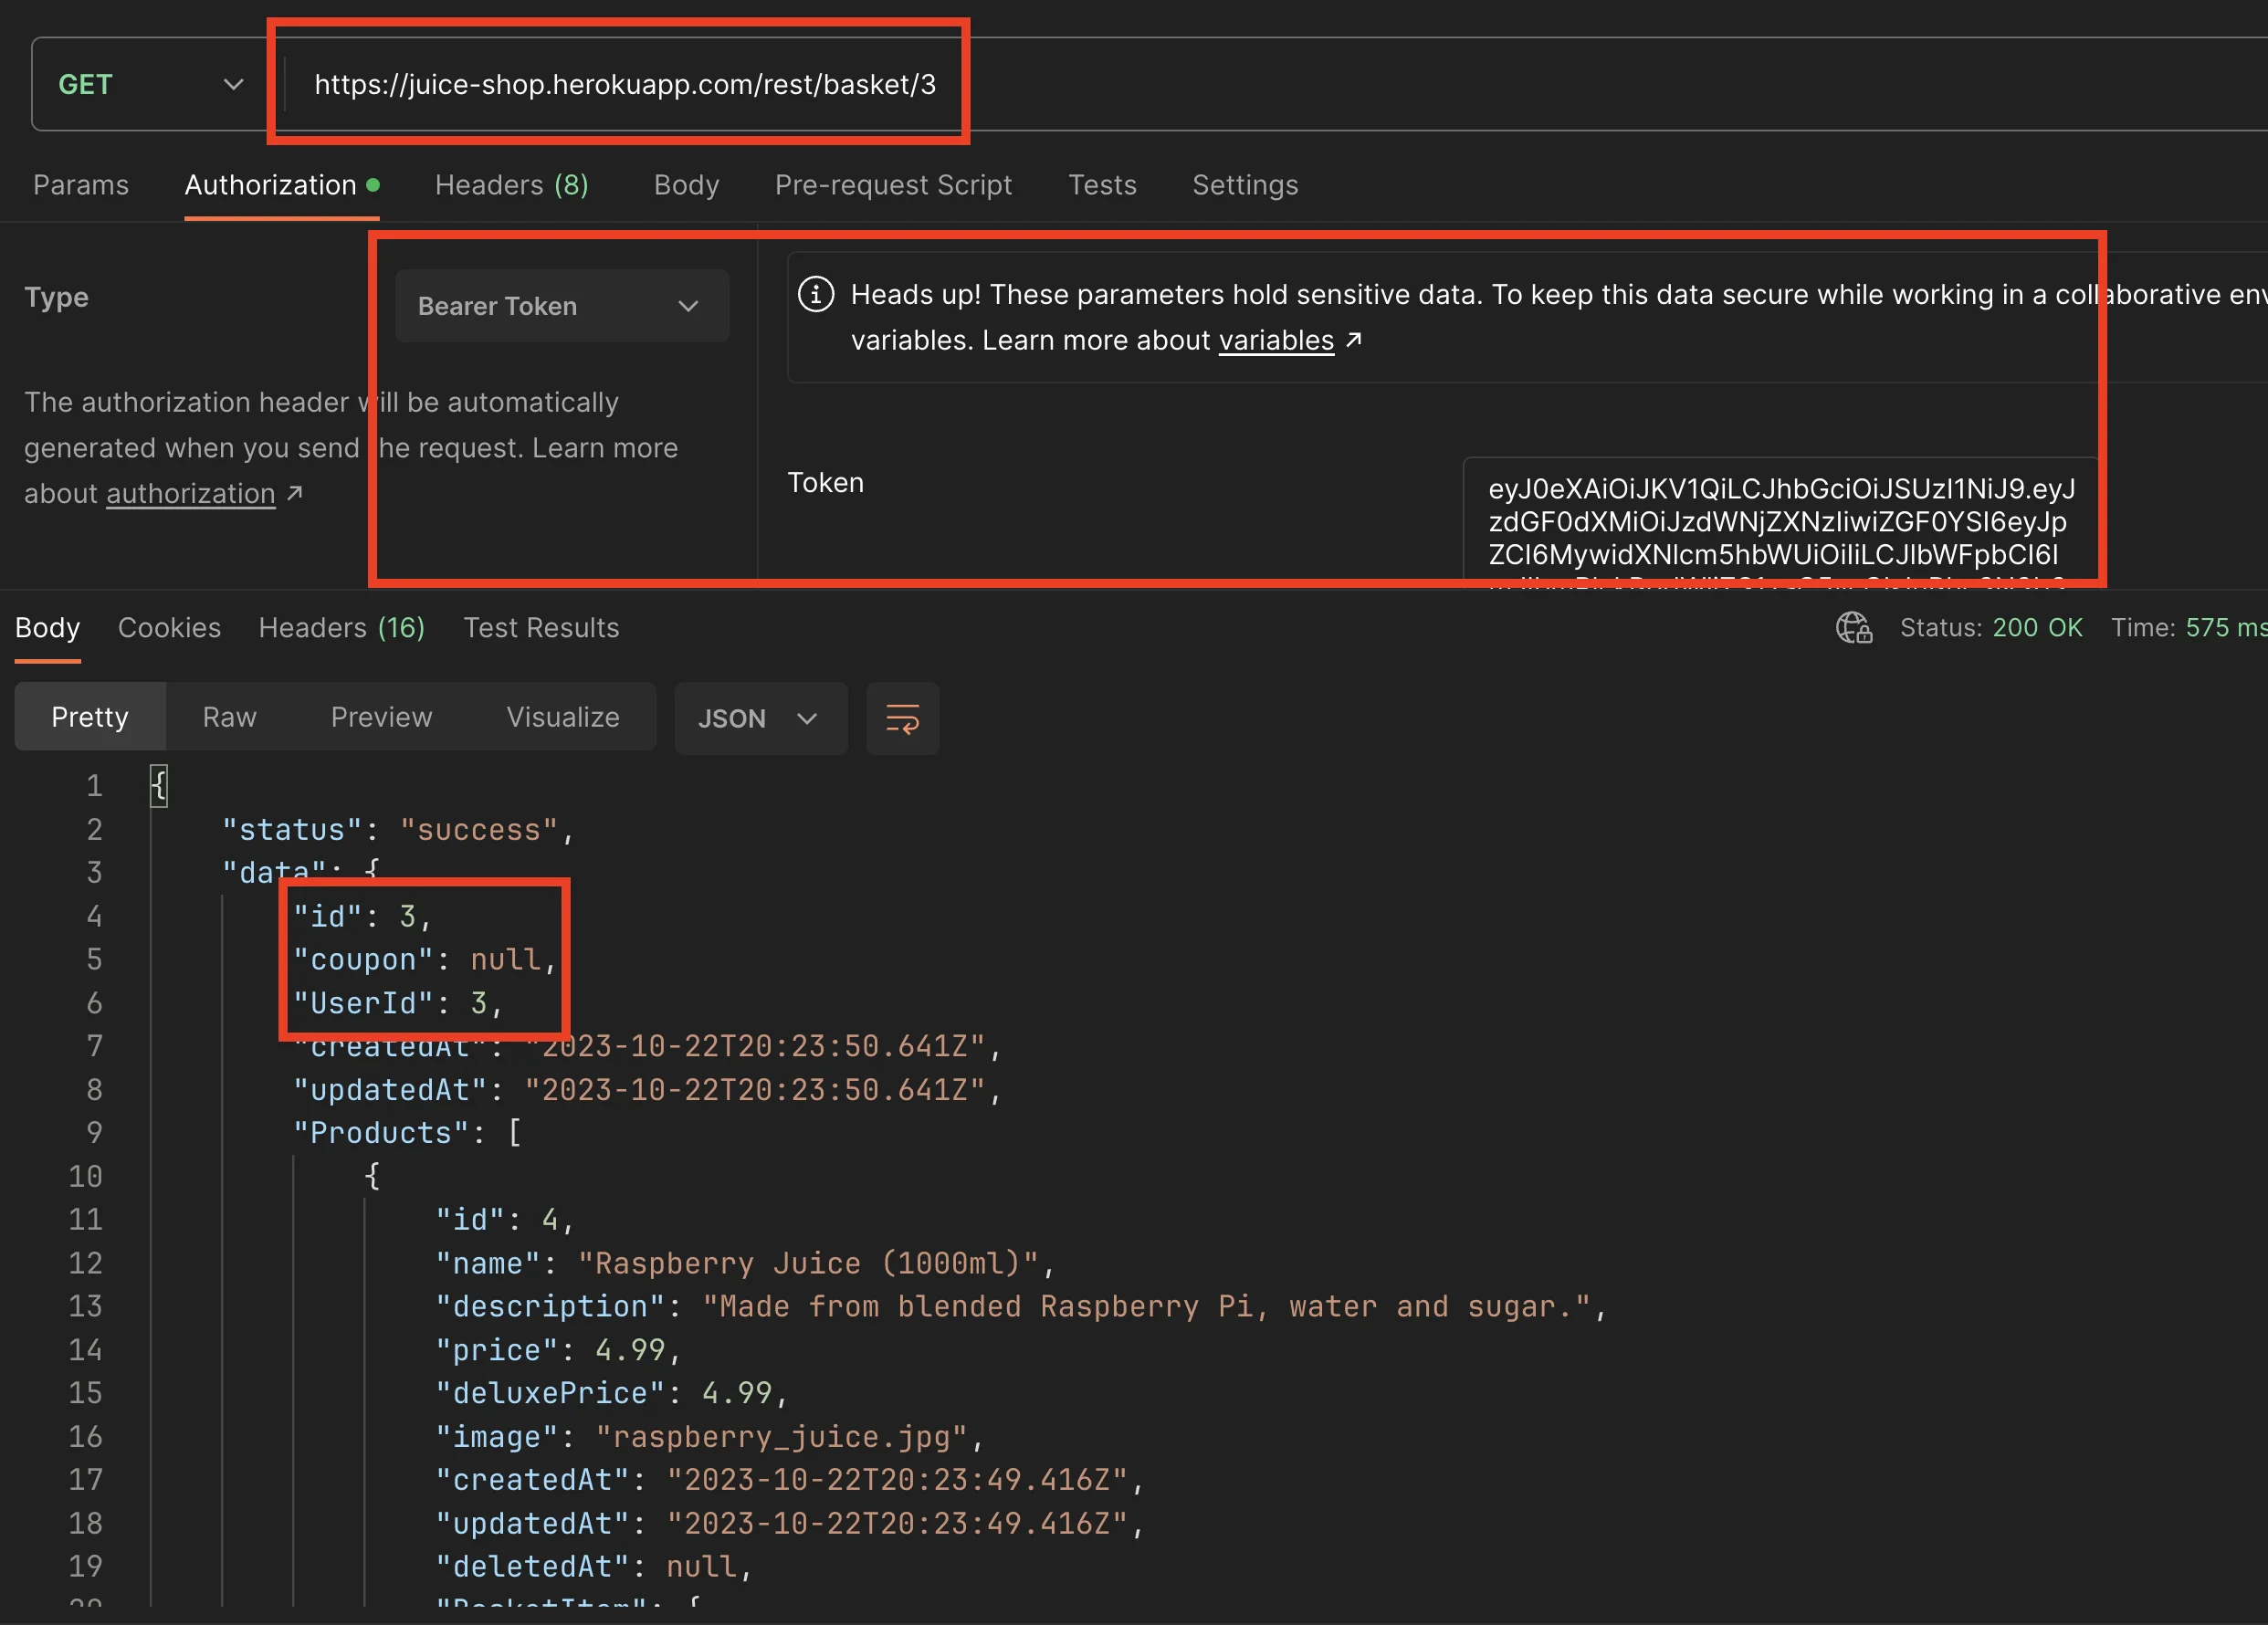 GET
https://juice-shop.herokuapp.com/rest/basket/3
Params Authorization Headers (8) Body Pre-request Script Tests Settings
Type
Bearer Token
Heads up! These parameters hold sensitive data. To keep this data secure while working in a collaborative env
variables. Learn more about variables ↗
The authorization header will be automatically
generated when you send the request. Learn more
about authorization ↗
Token
eyJ0eXAiOiJKV1QiLCJhbGciOiJSUzI1NiJ9.eyJ
zdGF0dXMiOiJzdWNjZXNzIiwiZGF0YSI6eyJp
ZCI6MywidXNlcm5hbWUiOiIiLCJlbWFpbCI6I
Body Cookies Headers (16) Test Results
Status: 200 OK Time: 575 ms
Pretty Raw Preview Visualize JSON
1 {
2 "status": "success",
3 "data": {
4 "id": 3,
5 "coupon": null,
6 "UserId": 3,
7 "createdAt": "2023-10-22T20:23:50.641Z",
8 "updatedAt": "2023-10-22T20:23:50.641Z",
9 "Products": [
10 {
11 "id": 4,
12 "name": "Raspberry Juice (1000ml)",
13 "description": "Made from blended Raspberry Pi, water and sugar.",
14 "price": 4.99,
15 "deluxePrice": 4.99,
16 "image": "raspberry_juice.jpg",
17 "createdAt": "2023-10-22T20:23:49.416Z",
18 "updatedAt": "2023-10-22T20:23:49.416Z",
19 "deletedAt": null,
20 "BasketItem": {